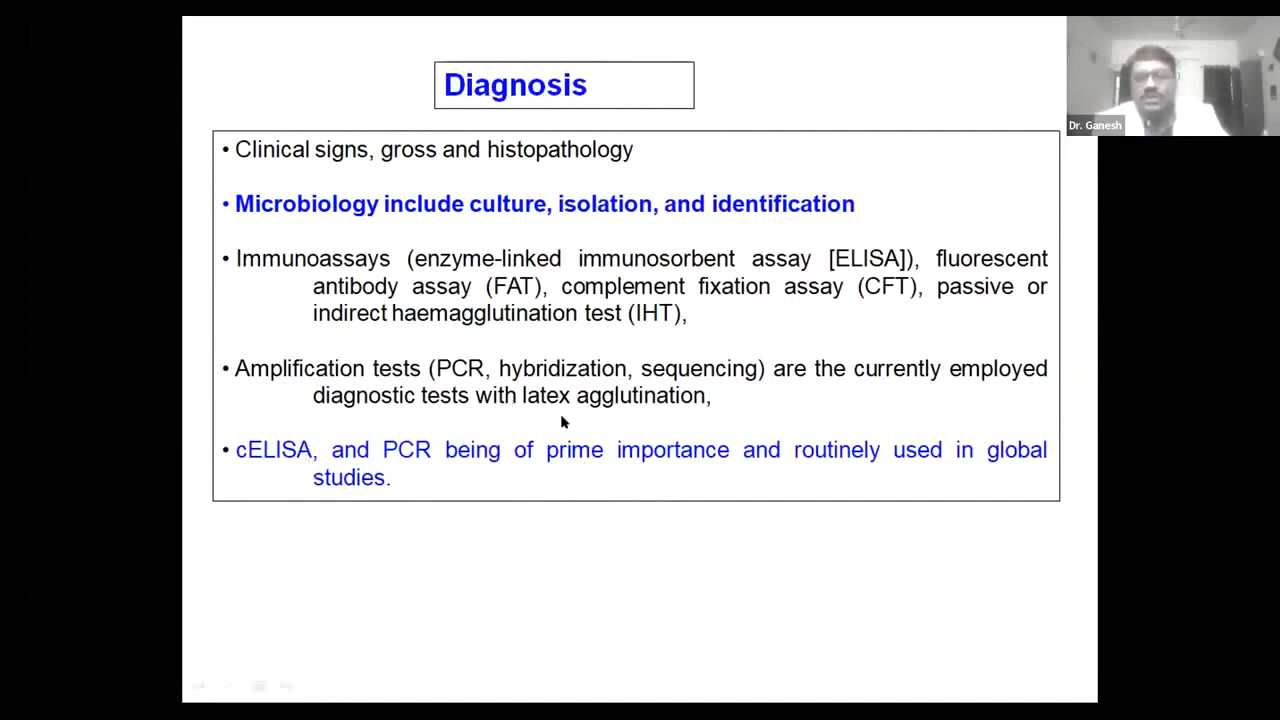 Diagnosis
Dr. Ganesh
• Clinical signs, gross and histopathology
• Microbiology include culture, isolation, and identification
• Immunoassays (enzyme-linked immunosorbent assay [ELISA]), fluorescent
antibody assay (FAT), complement fixation assay (CFT), passive or
indirect haemagglutination test (IHT),
• Amplification tests (PCR, hybridization, sequencing) are the currently employed
diagnostic tests with latex agglutination,
• cELISA, and PCR being of prime importance and routinely used in global
studies.